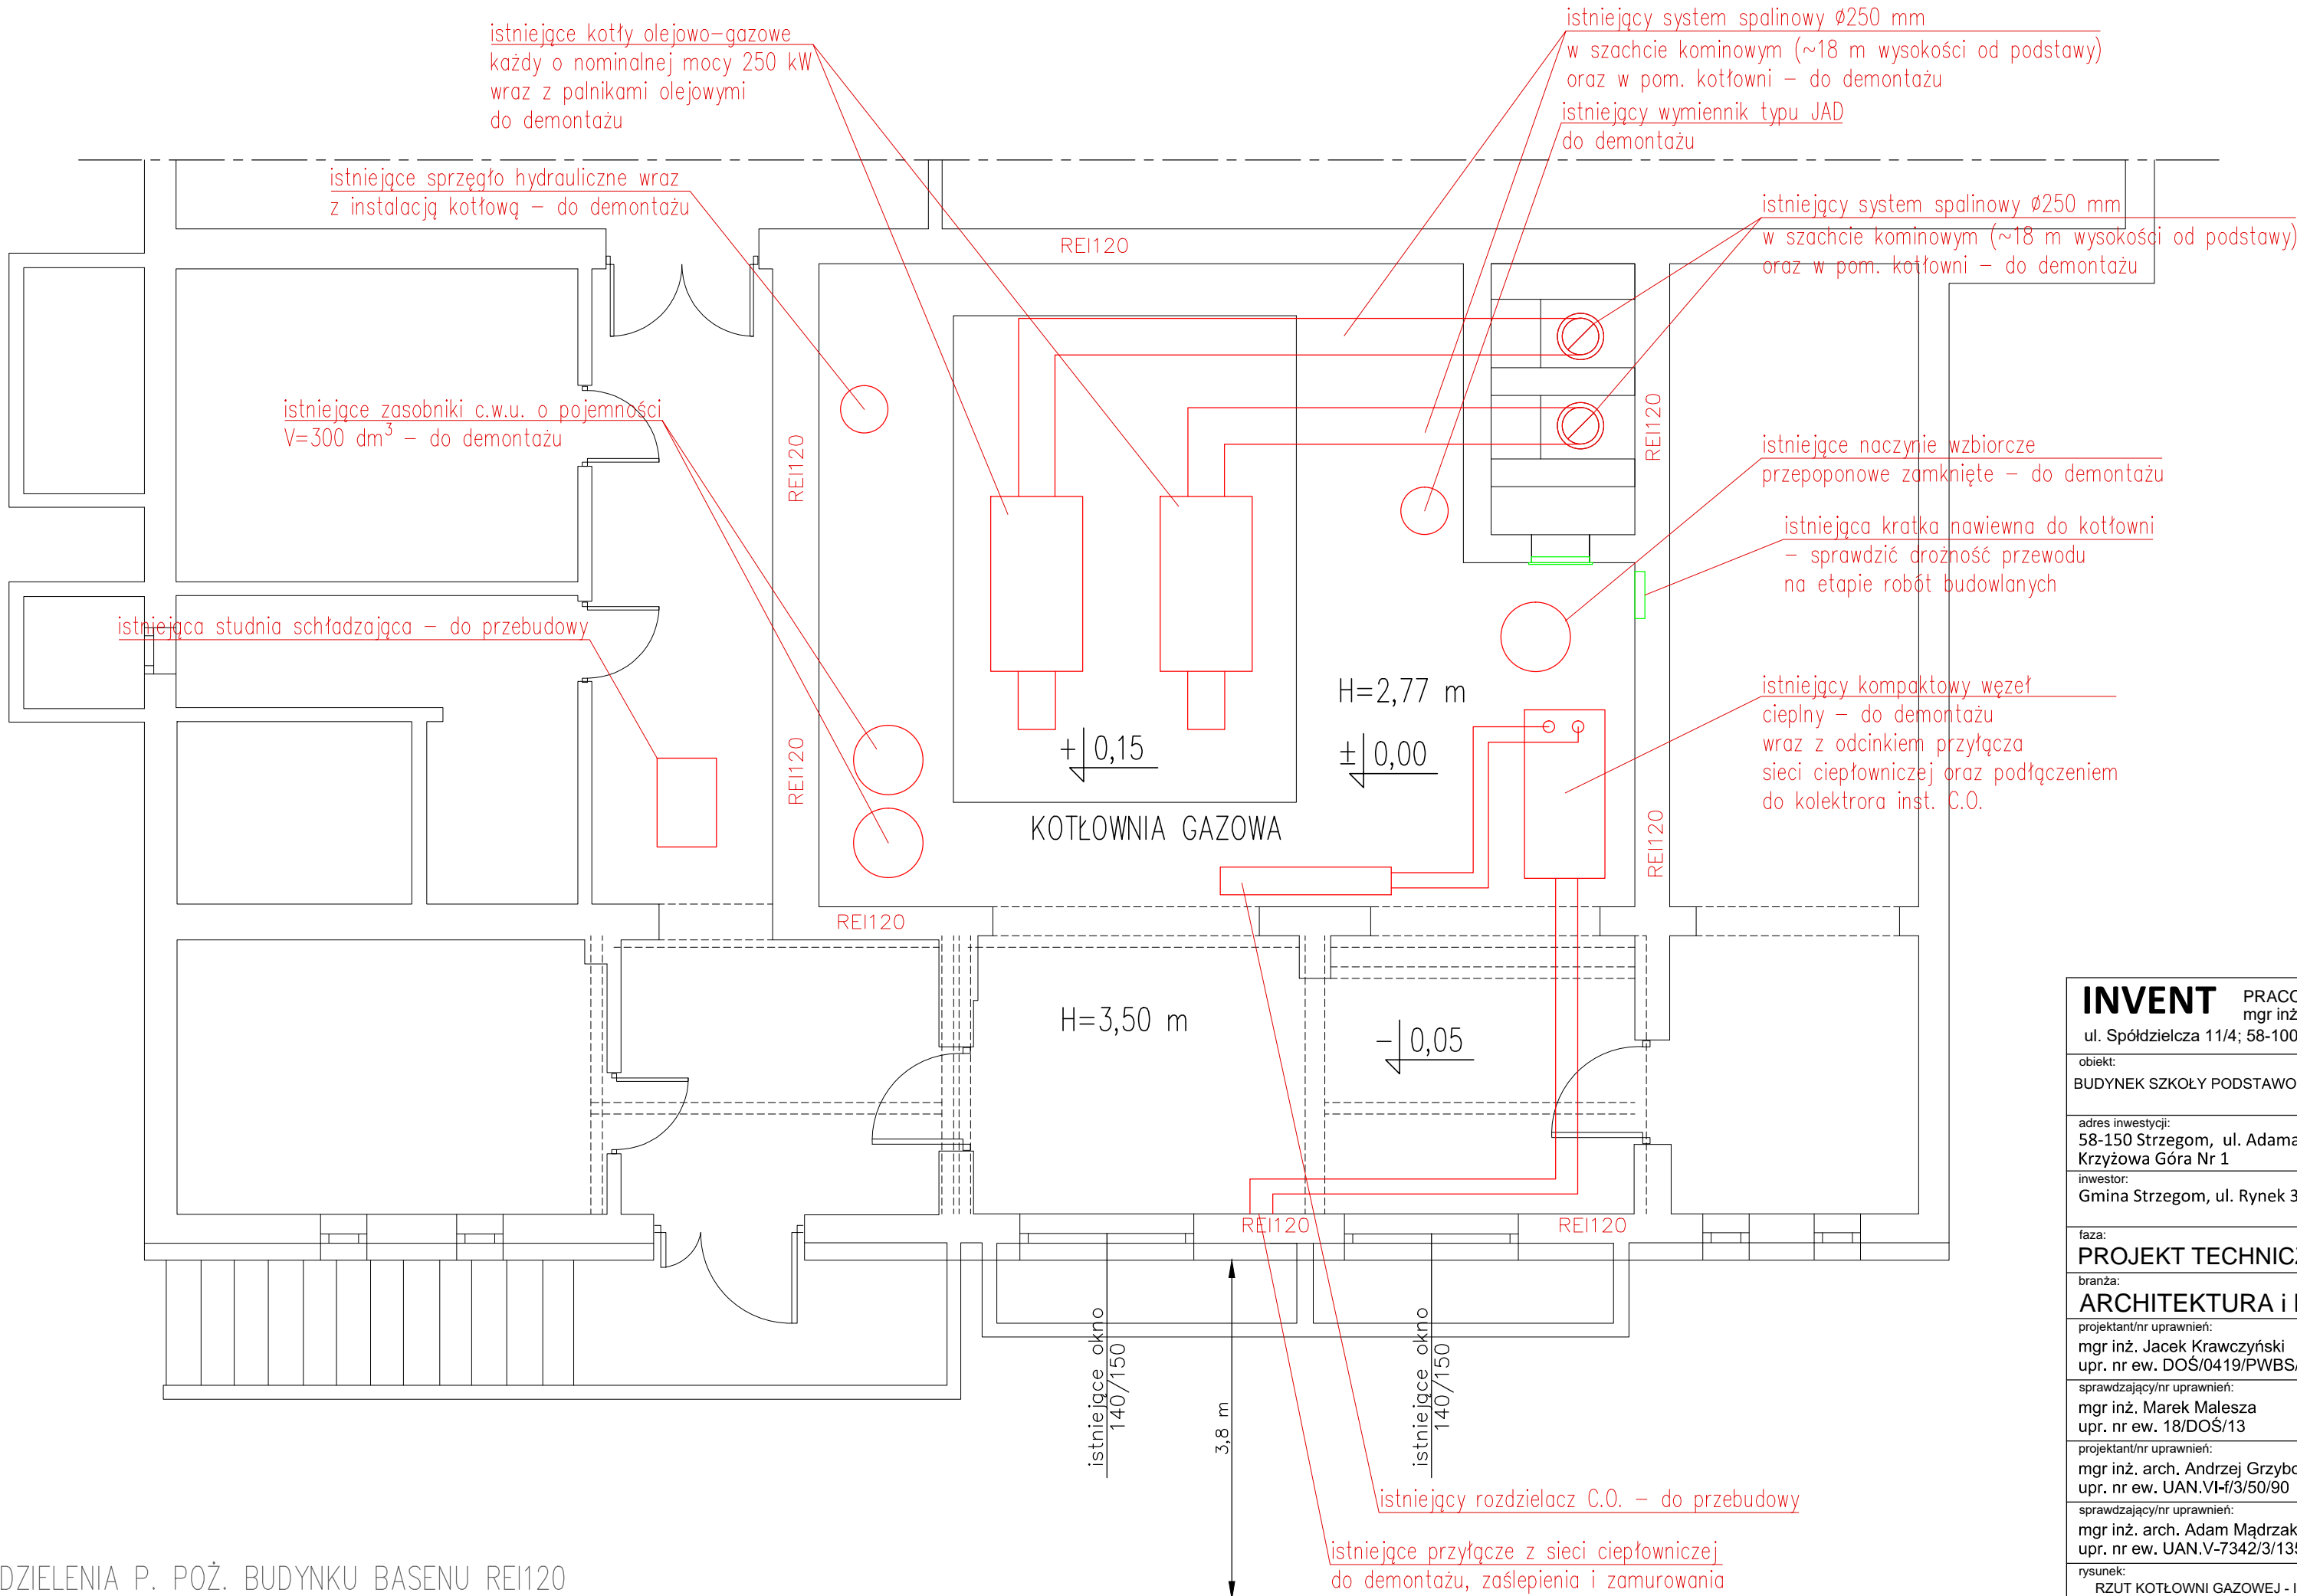 istniejące kotły olejowo-gazowe
każdy o nominalnej mocy 250 kW
wraz z palnikami olejowymi
do demontażu
istniejący system spalinowy Ø250 mm
w szachcie kominowym (~18 m wysokości od podstawy)
oraz w pom. kotłowni – do demontażu
istniejący wymiennik typu JAD
do demontażu
istniejące sprzęgło hydrauliczne wraz
z instalacją kotłową – do demontażu
istniejący system spalinowy Ø250 mm
w szachcie kominowym (~18 m wysokości od podstawy)
oraz w pom. kotłowni – do demontażu
REI120
istniejące zasobniki c.w.u. o pojemności
V=300 dm³ – do demontażu
REI120
REI120
istniejące naczynie wzbiorcze
przepoponowe zamknięte – do demontażu
istniejąca kratka nawiewna do kotłowni
– sprawdzić drożność przewodu
na etapie robót budowlanych
istniejąca studnia schładzająca – do przebudowy
H=2,77 m
+ 0,15
± 0,00
REI120
istniejący kompaktowy węzeł
cieplny – do demontażu
wraz z odcinkiem przyłącza
sieci ciepłowniczej oraz podłączeniem
do kolektrora inst. C.O.
KOTŁOWNIA GAZOWA
REI120
REI120
H=3,50 m
- 0,05
REI120
REI120
istniejące okno
140/150
3,8 m
istniejące okno
140/150
istniejący rozdzielacz C.O. – do przebudowy
istniejące przyłącze z sieci ciepłowniczej
do demontażu, zaślepienia i zamurowania
DZIELENIA P. POŻ. BUDYNKU BASENU REI120
INVENT
PRACO
mgr inż
ul. Spółdzielcza 11/4; 58-100
obiekt:
BUDYNEK SZKOŁY PODSTAWO
adres inwestycji:
58-150 Strzegom, ul. Adama
Krzyżowa Góra Nr 1
inwestor:
Gmina Strzegom, ul. Rynek 3
faza:
PROJEKT TECHNICZ
branża:
ARCHITEKTURA i
projektant/nr uprawnień:
mgr inż. Jacek Krawczyński
upr. nr ew. DOŚ/0419/PWBS/
sprawdzający/nr uprawnień:
mgr inż. Marek Malesza
upr. nr ew. 18/DOŚ/13
projektant/nr uprawnień:
mgr inż. arch. Andrzej Grzybo
upr. nr ew. UAN.VI-f/3/50/90
sprawdzający/nr uprawnień:
mgr inż. arch. Adam Mądrzak
upr. nr ew. UAN.V-7342/3/135
rysunek:
RZUT KOTŁOWNI GAZOWEJ - I